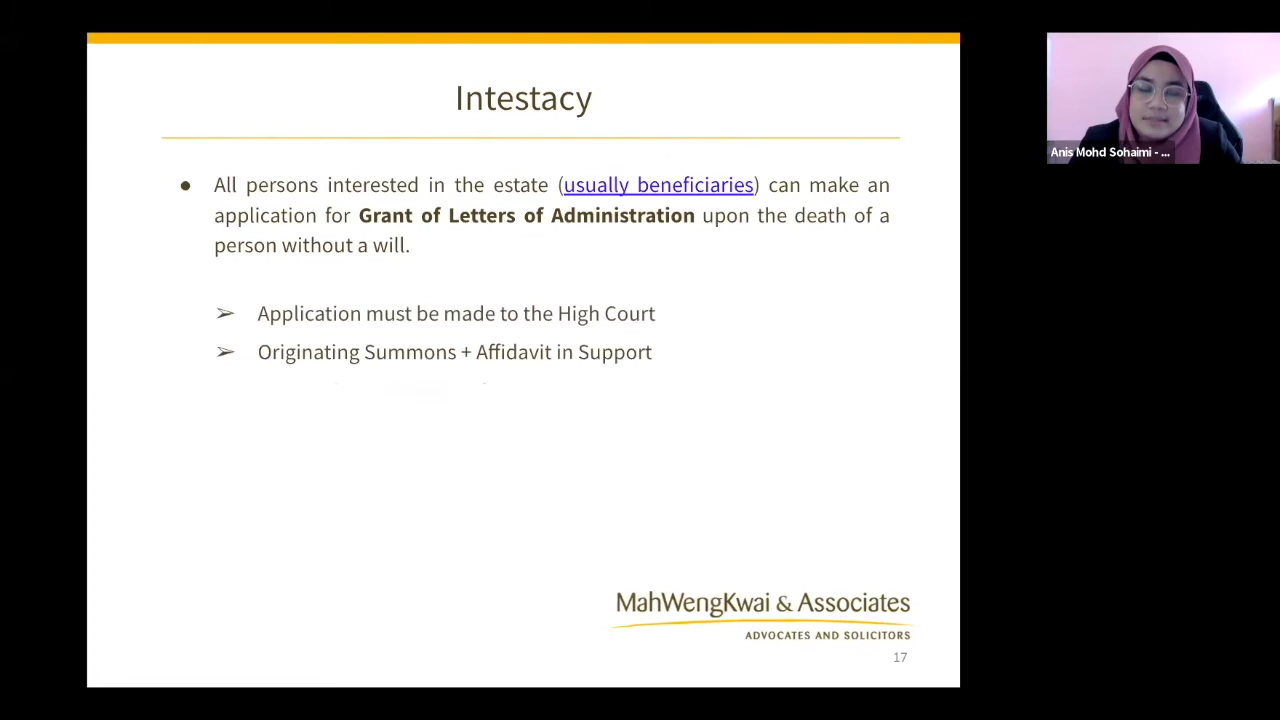 Intestacy
● All persons interested in the estate (usually beneficiaries) can make an
application for Grant of Letters of Administration upon the death of a
person without a will.
➢ Application must be made to the High Court
➢ Originating Summons + Affidavit in Support
MahWengKwai & Associates
ADVOCATES AND SOLICITORS
17
Anis Mohd Sohaimi - ...